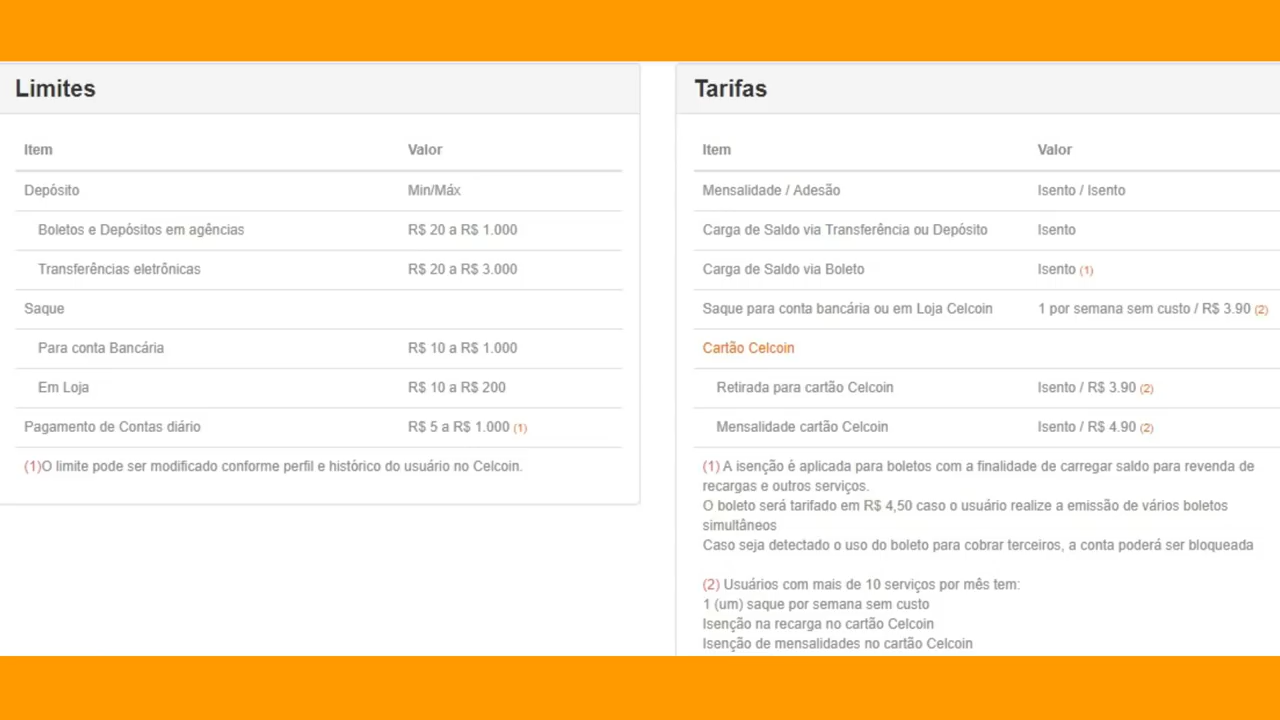 Limites
Item Valor
Depósito Min/Máx
Boletos e Depósitos em agências R$ 20 a R$ 1.000
Transferências eletrônicas R$ 20 a R$ 3.000
Saque
Para conta Bancária R$ 10 a R$ 1.000
Em Loja R$ 10 a R$ 200
Pagamento de Contas diário R$ 5 a R$ 1.000 (1)
(1)O limite pode ser modificado conforme perfil e histórico do usuário no Celcoin.
Tarifas
Item Valor
Mensalidade / Adesão Isento / Isento
Carga de Saldo via Transferência ou Depósito Isento
Carga de Saldo via Boleto Isento (1)
Saque para conta bancária ou em Loja Celcoin 1 por semana sem custo / R$ 3.90 (2)
Cartão Celcoin
Retirada para cartão Celcoin Isento / R$ 3.90 (2)
Mensalidade cartão Celcoin Isento / R$ 4.90 (2)
(1) A isenção é aplicada para boletos com a finalidade de carregar saldo para revenda de
recargas e outros serviços.
O boleto será tarifado em R$ 4,50 caso o usuário realize a emissão de vários boletos
simultâneos
Caso seja detectado o uso do boleto para cobrar terceiros, a conta poderá ser bloqueada
(2) Usuários com mais de 10 serviços por mês tem:
1 (um) saque por semana sem custo
Isenção na recarga no cartão Celcoin
Isenção de mensalidades no cartão Celcoin